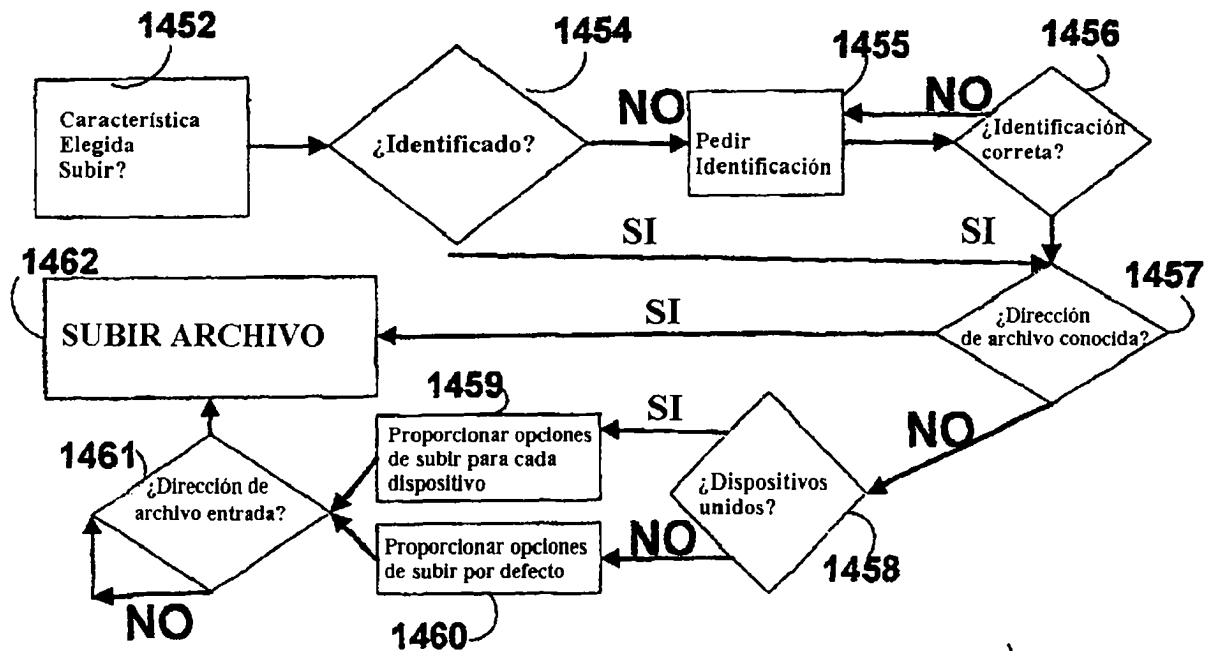 1452
Característica
Elegida
Subir?
1454
¿Identificado?
NO
1455
Pedir
Identificación
1456
NO
¿Identificación
correta?
SI
SI
1457
¿Dirección
de archivo conocida?
SI
1462
SUBIR ARCHIVO
NO
1458
¿Dispositivos
unidos?
SI
1459
Proporcionar opciones
de subir para cada
dispositivo
NO
Proporcionar opciones
de subir por defecto
1460
1461
¿Dirección de
archivo entrada?
NO